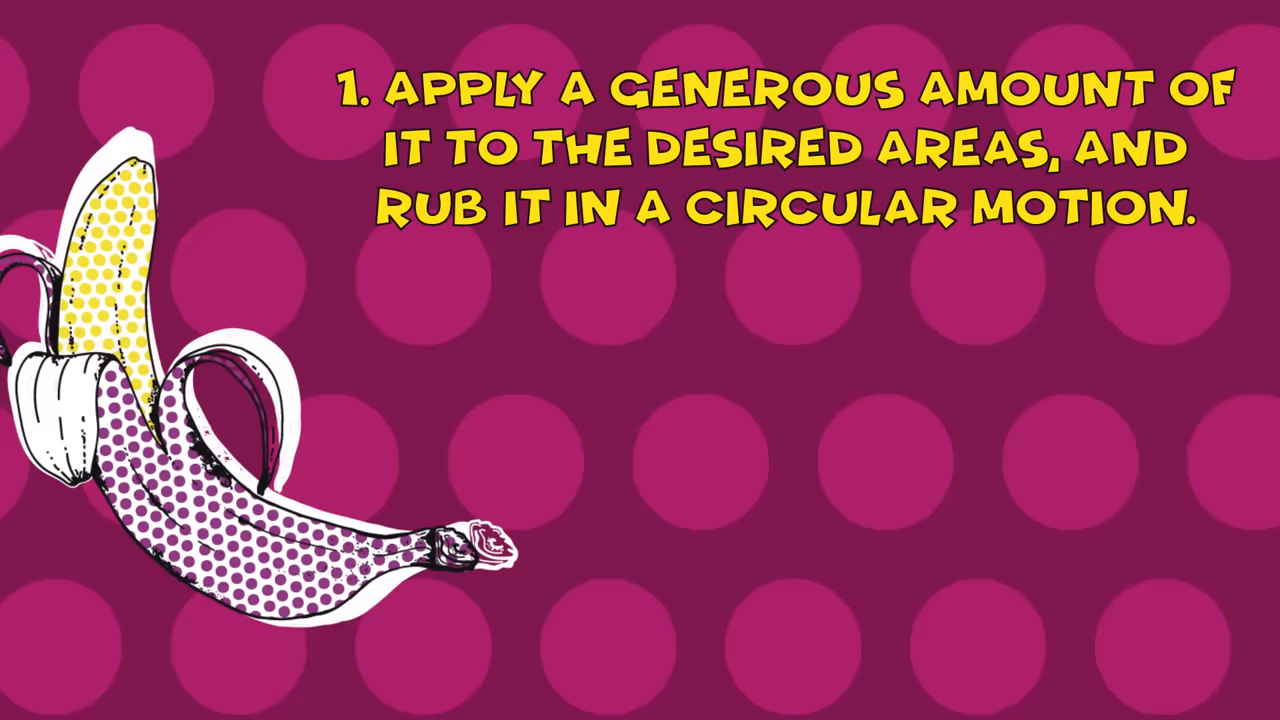 1. APPLY A GENEROUS AMOUNT OF
IT TO THE DESIRED AREAS, AND
RUB IT IN A CIRCULAR MOTION.